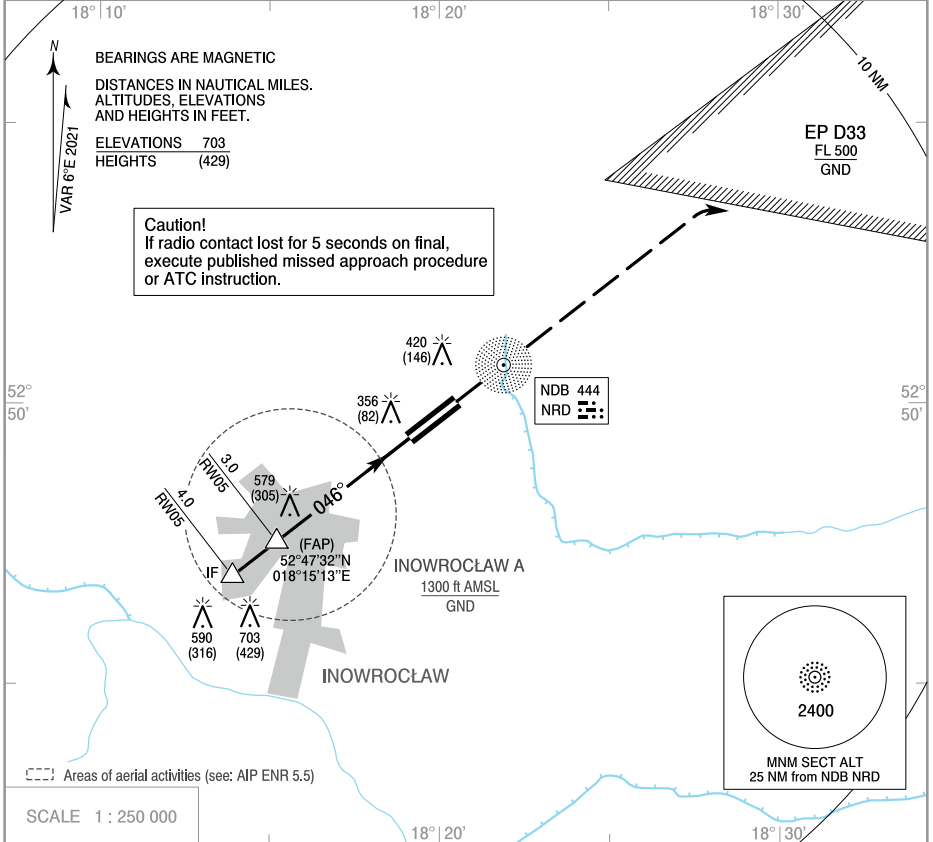 18°10'
18°20'
18°30'
N
VAR 6°E 2021
BEARINGS ARE MAGNETIC
DISTANCES IN NAUTICAL MILES.
ALTITUDES, ELEVATIONS
AND HEIGHTS IN FEET.
ELEVATIONS 703
HEIGHTS (429)
10 NM
EP D33
FL 500
GND
Caution!
If radio contact lost for 5 seconds on final,
execute published missed approach procedure
or ATC instruction.
420
(146)
356
(82)
NDB 444
NRD
52°
50'
52°
50'
3.0
RW05
4.0
RW05
579
(305)
046°
(FAP)
52°47'32"N
018°15'13"E
IF
INOWROCŁAW A
1300 ft AMSL
GND
590
(316)
703
(429)
INOWROCŁAW
2400
MNM SECT ALT
25 NM from NDB NRD
Areas of aerial activities (see: AIP ENR 5.5)
SCALE 1 : 250 000
18°20'
18°30'